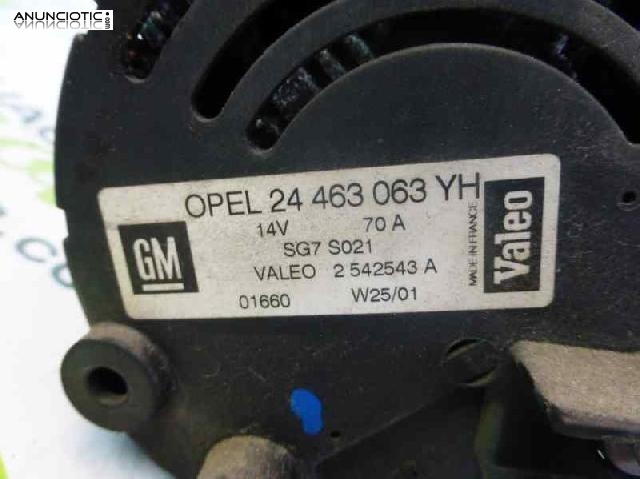 ANUNCIOTIC.com
OPEL 24 463 063 YH
14V 70 A
SG7 S021
VALEO 2 542543 A
01660 W25/01
GM
MADE IN FRANCE
Valeo